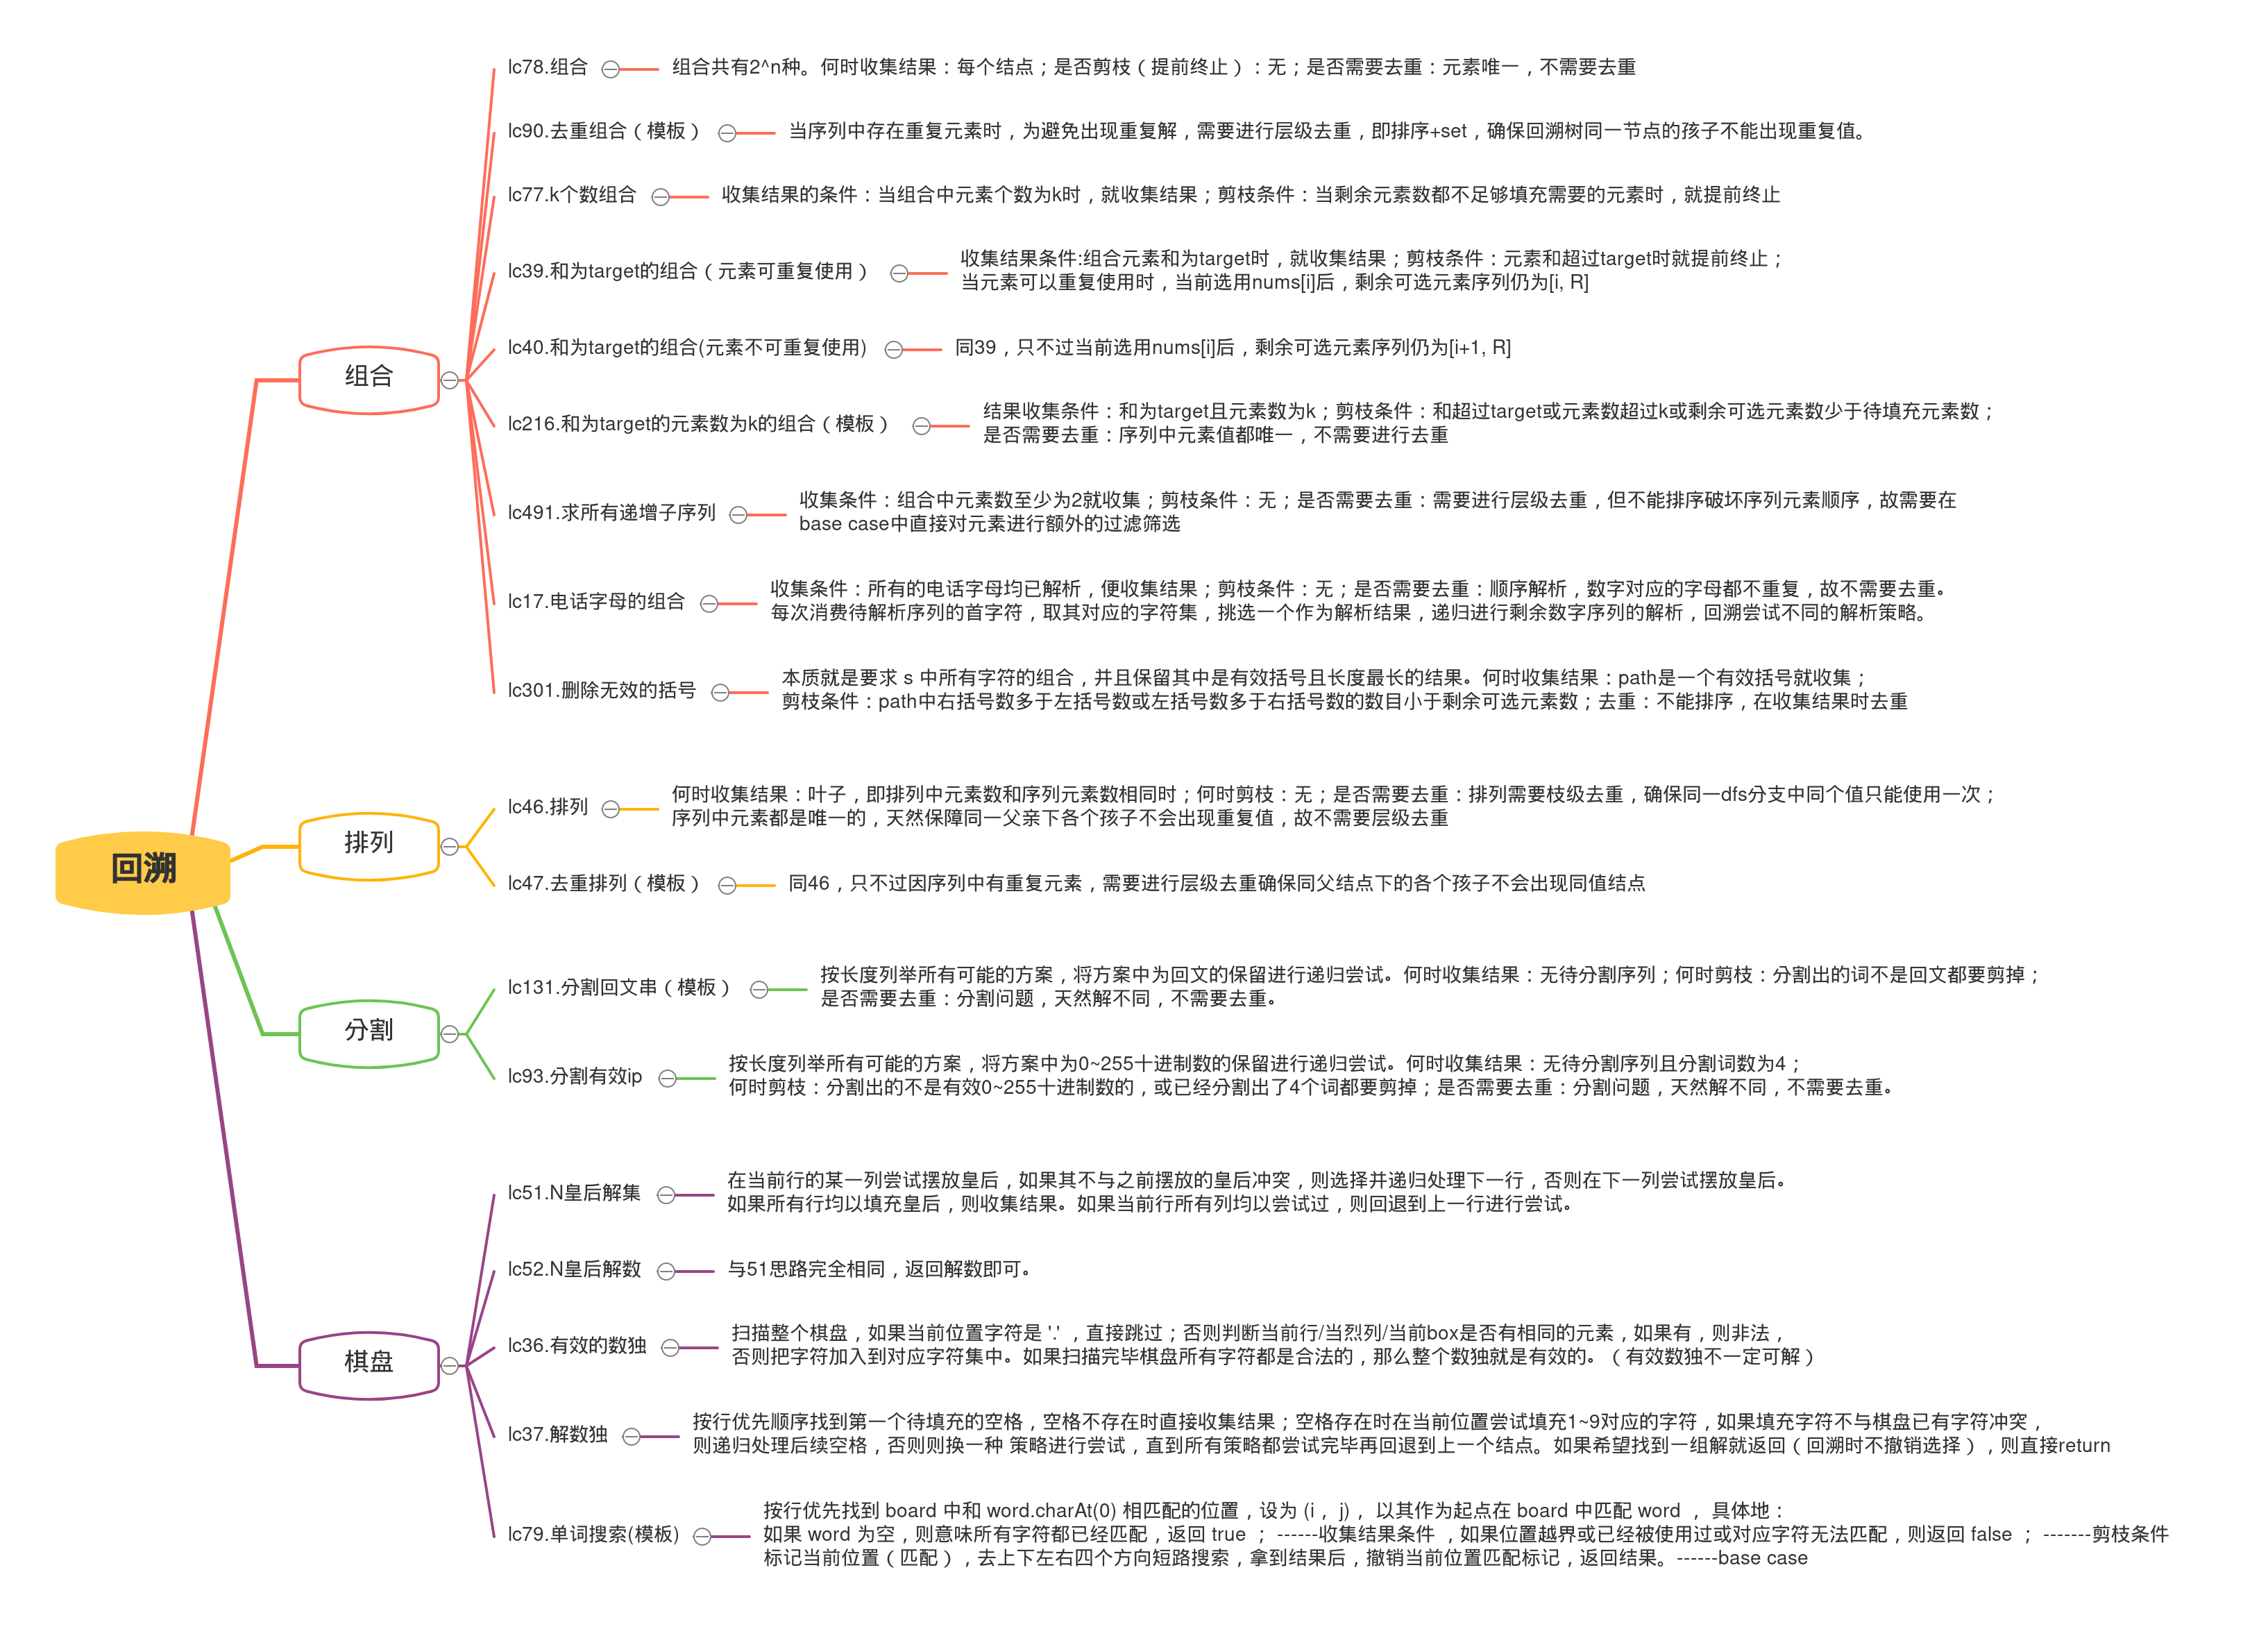 回溯
组合
lc78.组合
组合共有2^n种。何时收集结果：每个结点；是否剪枝（提前终止）：无；是否需要去重：元素唯一，不需要去重
lc90.去重组合（模板）
当序列中存在重复元素时，为避免出现重复解，需要进行层级去重，即排序+set，确保回溯树同一节点的孩子不能出现重复值。
lc77.k个数组合
收集结果的条件：当组合中元素个数为k时，就收集结果；剪枝条件：当剩余元素数都不足够填充需要的元素时，就提前终止
lc39.和为target的组合（元素可重复使用）
收集结果条件:组合元素和为target时，就收集结果；剪枝条件：元素和超过target时就提前终止；
当元素可以重复使用时，当前选用nums[i]后，剩余可选元素序列仍为[i, R]
lc40.和为target的组合(元素不可重复使用)
同39，只不过当前选用nums[i]后，剩余可选元素序列仍为[i+1, R]
lc216.和为target的元素数为k的组合（模板）
结果收集条件：和为target且元素数为k；剪枝条件：和超过target或元素数超过k或剩余可选元素数少于待填充元素数；
是否需要去重：序列中元素值都唯一，不需要进行去重
lc491.求所有递增子序列
收集条件：组合中元素数至少为2就收集；剪枝条件：无；是否需要去重：需要进行层级去重，但不能排序破坏序列元素顺序，故需要在
base case中直接对元素进行额外的过滤筛选
lc17.电话字母的组合
收集条件：所有的电话字母均已解析，便收集结果；剪枝条件：无；是否需要去重：顺序解析，数字对应的字母都不重复，故不需要去重。
每次消费待解析序列的首字符，取其对应的字符集，挑选一个作为解析结果，递归进行剩余数字序列的解析，回溯尝试不同的解析策略。
lc301.删除无效的括号
本质就是要求 s 中所有字符的组合，并且保留其中是有效括号且长度最长的结果。何时收集结果：path是一个有效括号就收集；
剪枝条件：path中右括号数多于左括号数或左括号数多于右括号数的数目小于剩余可选元素数；去重：不能排序，在收集结果时去重
排列
lc46.排列
何时收集结果：叶子，即排列中元素数和序列元素数相同时；何时剪枝：无；是否需要去重：排列需要枝级去重，确保同一dfs分支中同个值只能使用一次；
序列中元素都是唯一的，天然保障同一父亲下各个孩子不会出现重复值，故不需要层级去重
lc47.去重排列（模板）
同46，只不过因序列中有重复元素，需要进行层级去重确保同父结点下的各个孩子不会出现同值结点
分割
lc131.分割回文串（模板）
按长度列举所有可能的方案，将方案中为回文的保留进行递归尝试。何时收集结果：无待分割序列；何时剪枝：分割出的词不是回文都要剪掉；
是否需要去重：分割问题，天然解不同，不需要去重。
lc93.分割有效ip
按长度列举所有可能的方案，将方案中为0~255十进制数的保留进行递归尝试。何时收集结果：无待分割序列且分割词数为4；
何时剪枝：分割出的不是有效0~255十进制数的，或已经分割出了4个词都要剪掉；是否需要去重：分割问题，天然解不同，不需要去重。
棋盘
lc51.N皇后解集
在当前行的某一列尝试摆放皇后，如果其不与之前摆放的皇后冲突，则选择并递归处理下一行，否则在下一列尝试摆放皇后。
如果所有行均以填充皇后，则收集结果。如果当前行所有列均以尝试过，则回退到上一行进行尝试。
lc52.N皇后解数
与51思路完全相同，返回解数即可。
lc36.有效的数独
扫描整个棋盘，如果当前位置字符是 '.' ，直接跳过；否则判断当前行/当烈列/当前box是否有相同的元素，如果有，则非法，
否则把字符加入到对应字符集中。如果扫描完毕棋盘所有字符都是合法的，那么整个数独就是有效的。（有效数独不一定可解）
lc37.解数独
按行优先顺序找到第一个待填充的空格，空格不存在时直接收集结果；空格存在时在当前位置尝试填充1~9对应的字符，如果填充字符不与棋盘已有字符冲突，
则递归处理后续空格，否则则换一种 策略进行尝试，直到所有策略都尝试完毕再回退到上一个结点。如果希望找到一组解就返回（回溯时不撤销选择），则直接return
lc79.单词搜索(模板)
按行优先找到 board 中和 word.charAt(0) 相匹配的位置，设为 (i ，j) ，以其作为起点在 board 中匹配 word ，具体地：
如果 word 为空，则意味所有字符都已经匹配，返回 true ； ------收集结果条件 ，如果位置越界或已经被使用过或对应字符无法匹配，则返回 false ； -------剪枝条件
标记当前位置（匹配），去上下左右四个方向短路搜索，拿到结果后，撤销当前位置匹配标记，返回结果。------base case